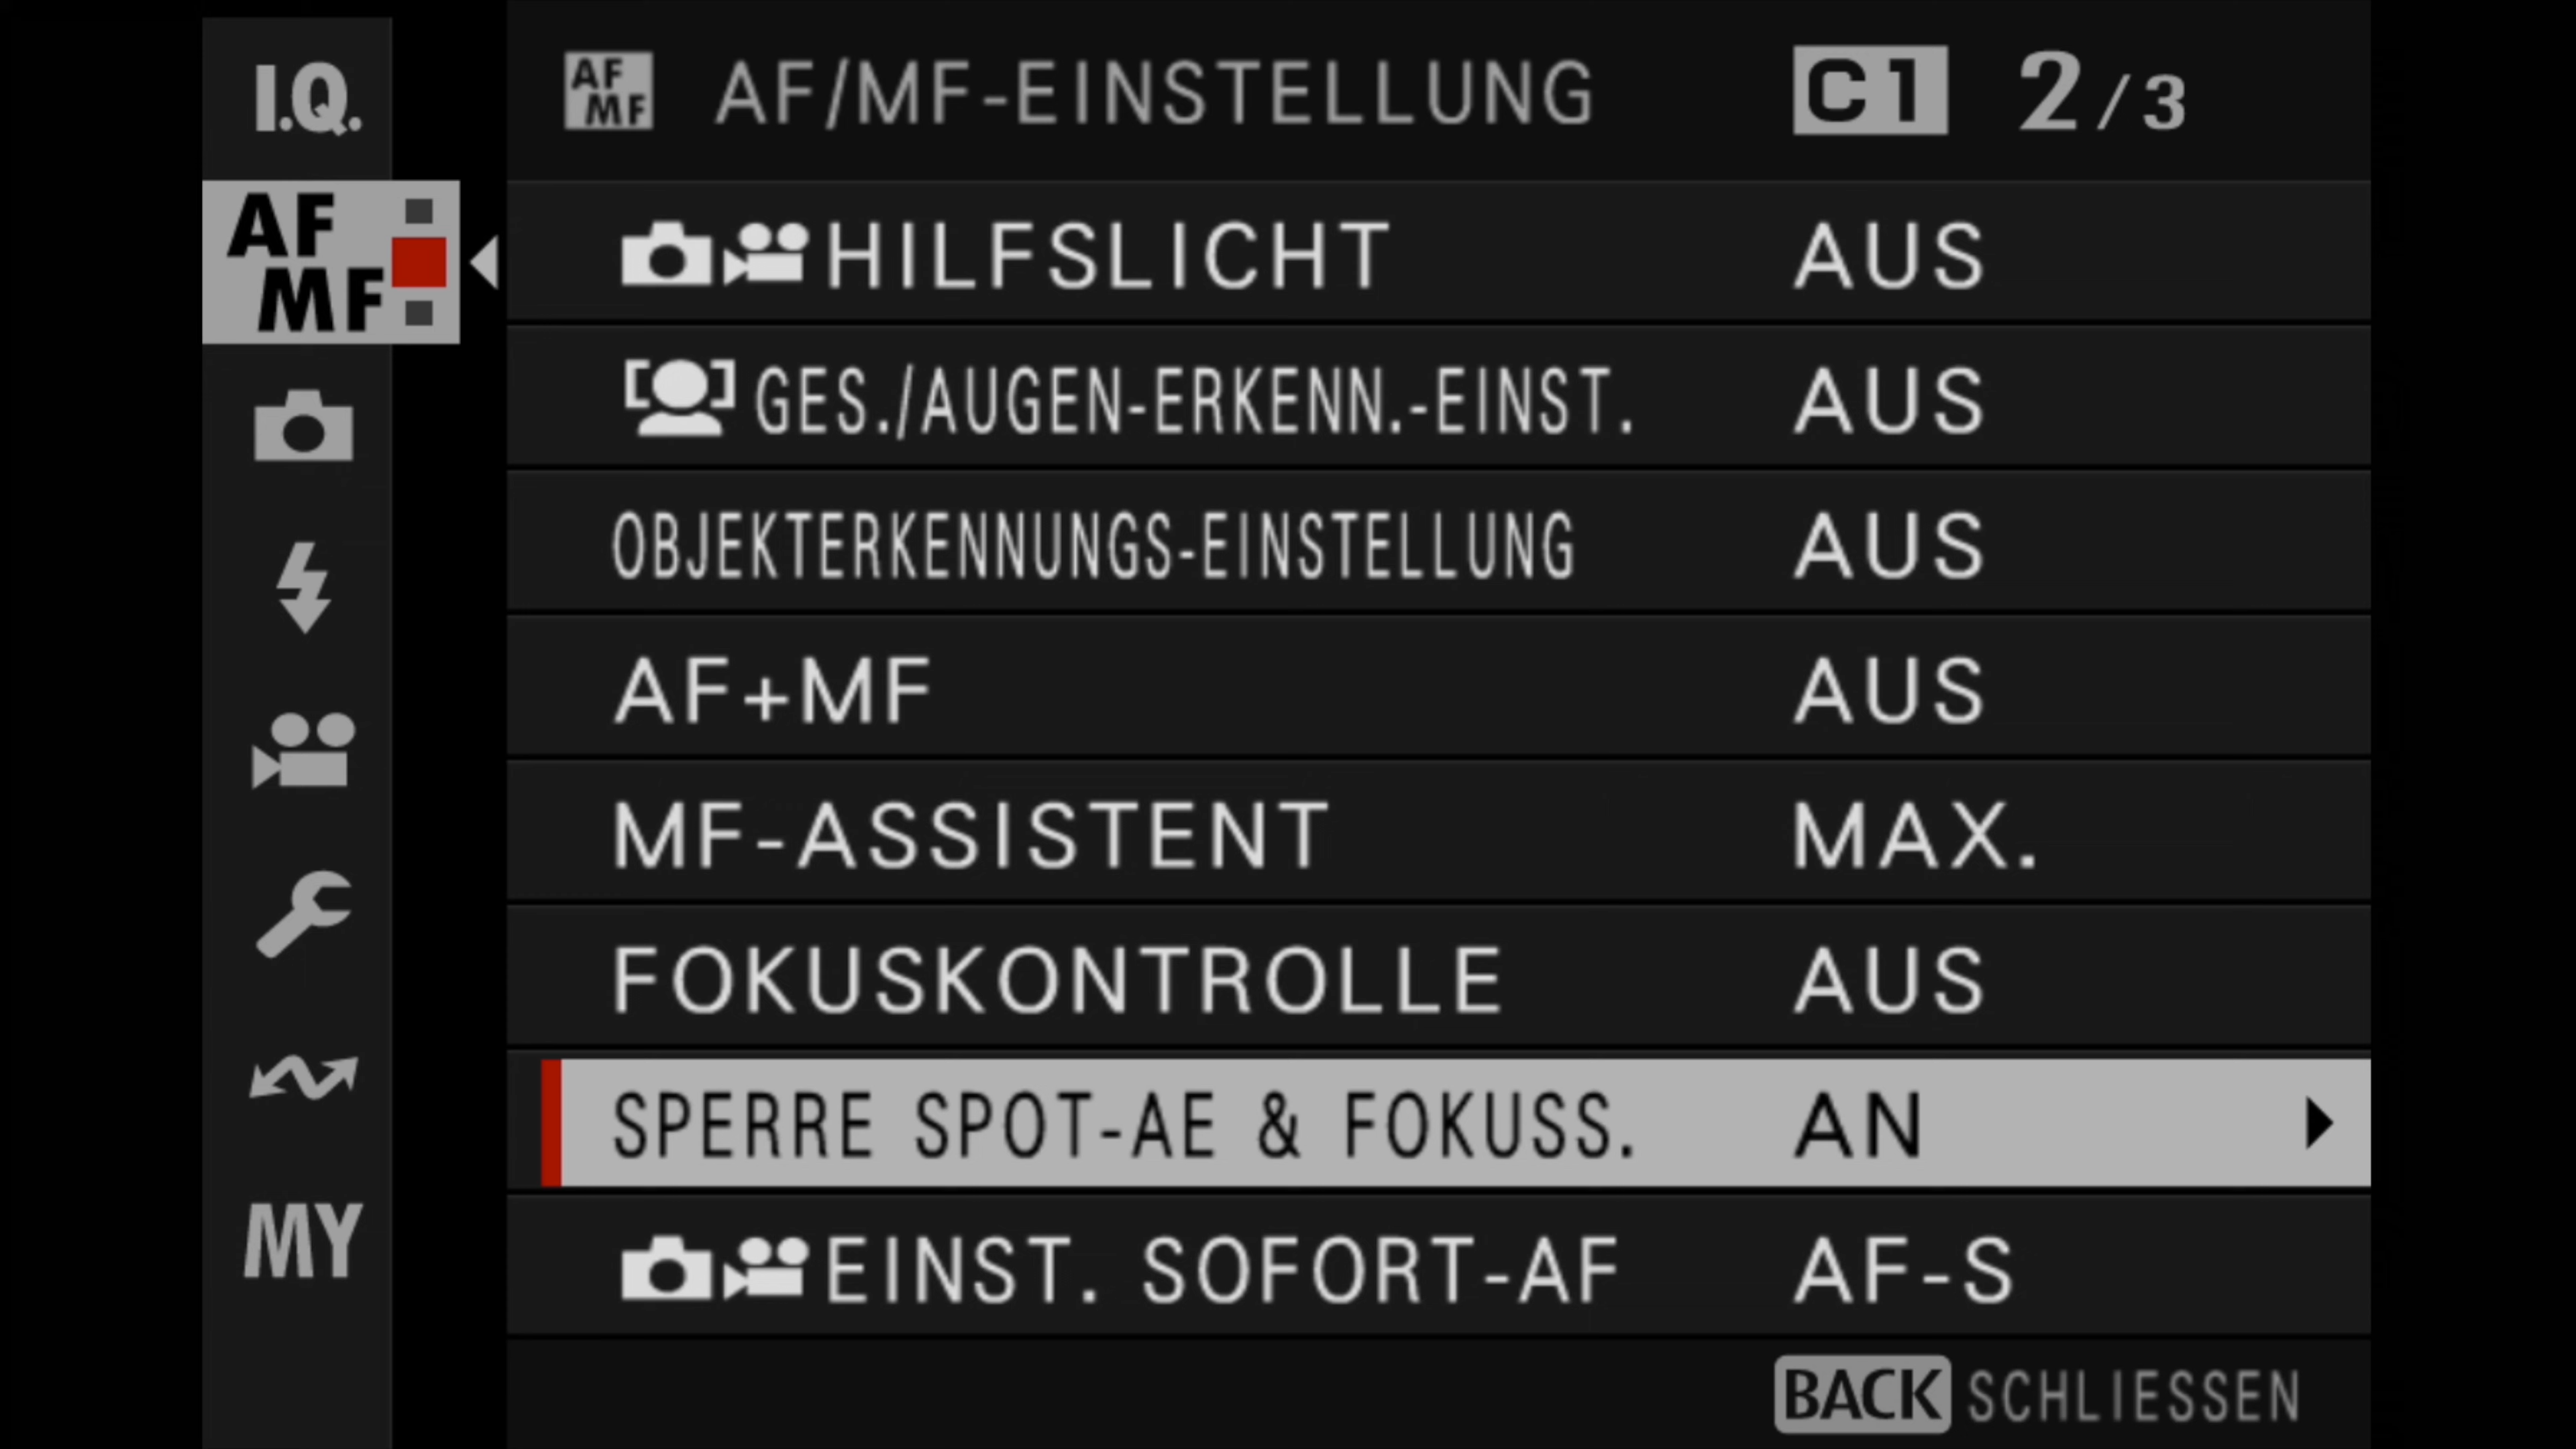 I.Q.
AF
MF
MY
AF
MF
AF/MF-EINSTELLUNG C1 2/3
HILFSLICHT AUS
GES./AUGEN-ERKENN.-EINST. AUS
OBJEKTERKENNUNGS-EINSTELLUNG AUS
AF+MF AUS
MF-ASSISTENT MAX.
FOKUSKONTROLLE AUS
SPERRE SPOT-AE & FOKUSS. AN
EINST. SOFORT-AF AF-S
BACK SCHLIESSEN